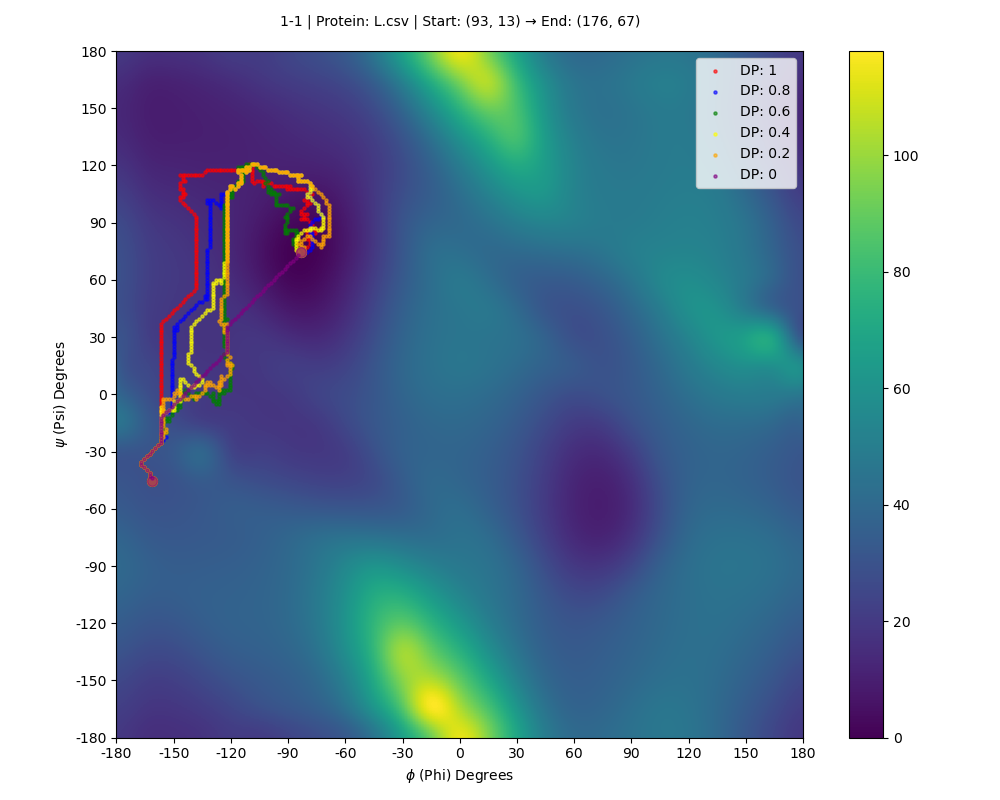 1-1 | Protein: L.csv | Start: (93, 13) → End: (176, 67)
180
150
120
90
60
30
0
-30
-60
-90
-120
-150
-180
ψ (Psi) Degrees
-180 -150 -120 -90 -60 -30 0 30 60 90 120 150 180
ϕ (Phi) Degrees
DP: 1
DP: 0.8
DP: 0.6
DP: 0.4
DP: 0.2
DP: 0
100
80
60
40
20
0